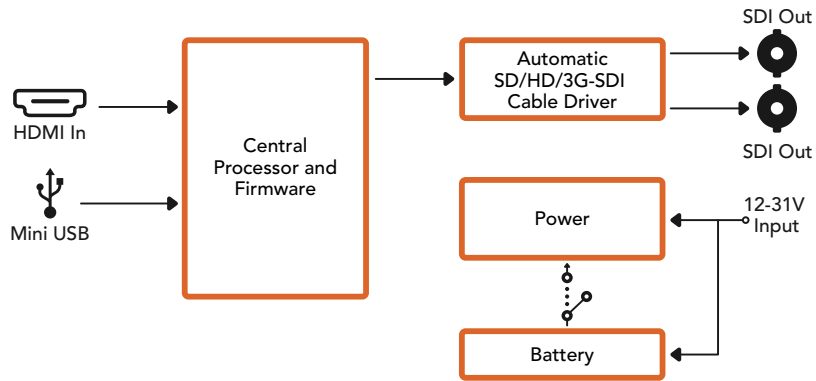 SDI Out
Automatic
SD/HD/3G-SDI
Cable Driver
HDMI In
Central
Processor and
Firmware
SDI Out
Mini USB
Power
12-31V
Input
Battery